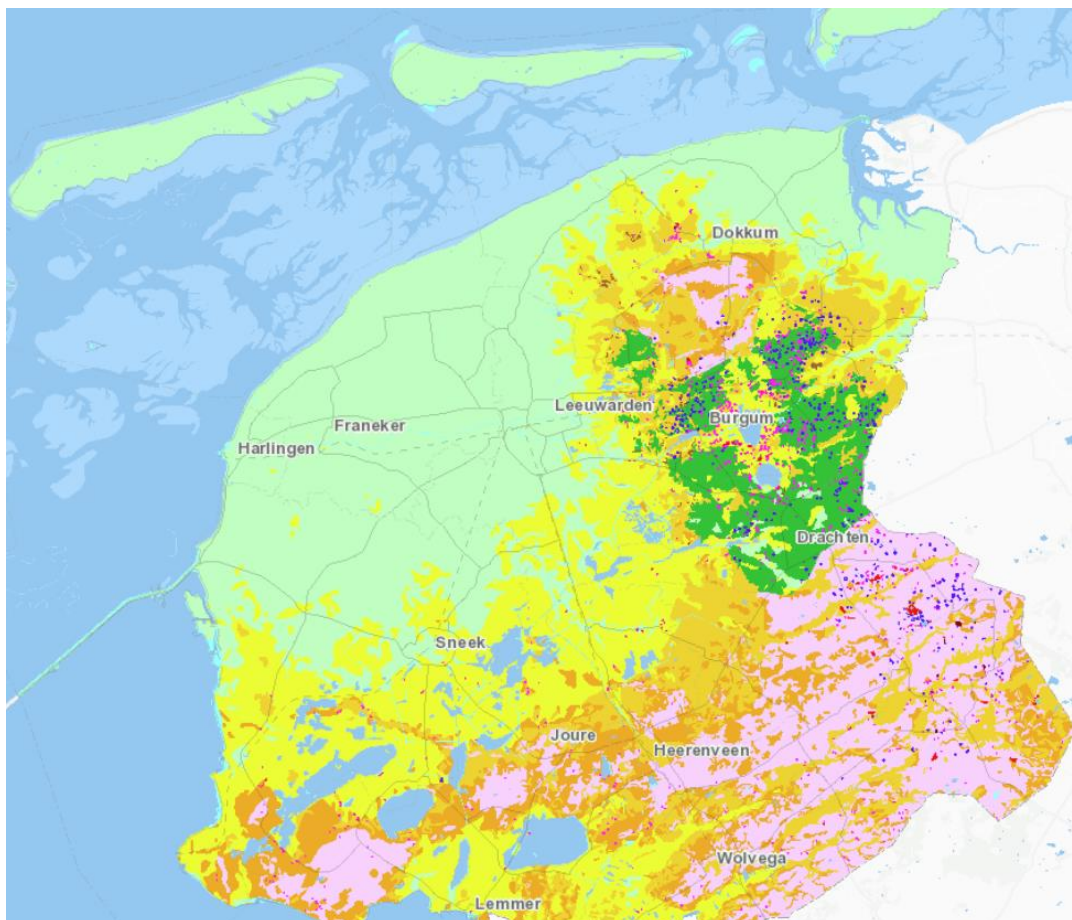 Dokkum
Leeuwarden
Burgum
Franeker
Harlingen
Drachten
Sneek
Joure
Heerenveen
Wolvega
Lemmer